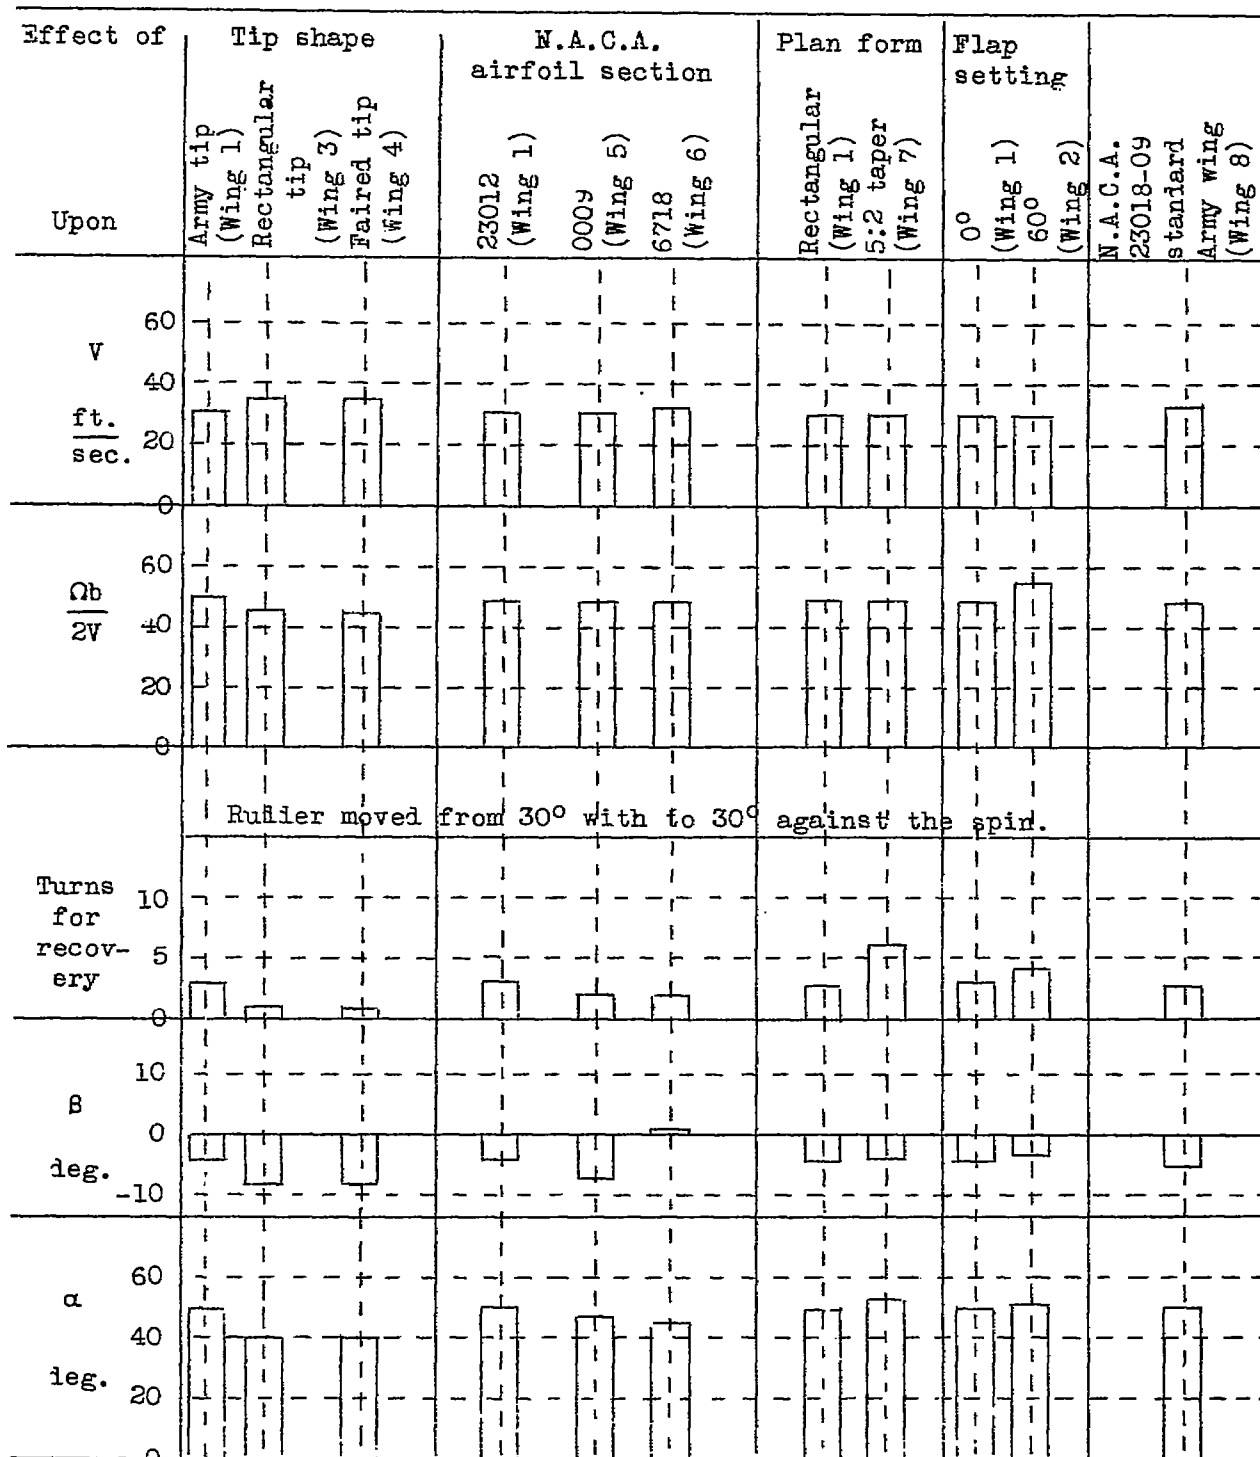 Effect of
Tip shape
N.A.C.A.
airfoil section
Plan form
Flap
setting
Upon
Army tip
(Wing 1)
Rectangular
tip
(Wing 3)
Faired tip
(Wing 4)
23012
(Wing 1)
0009
(Wing 5)
6718
(Wing 6)
Rectangular
(Wing 1)
5:2 taper
(Wing 7)
0°
(Wing 1)
60°
(Wing 2)
N.A.C.A.
23018-09
standard
Army wing
(Wing 8)
V
ft.
sec.
60
40
20
0
Ωb
2V
60
40
20
0
Rudder moved from 30° with to 30° against the spin.
Turns
for
recov-
ery
10
5
0
β
deg.
10
0
-10
α
deg.
60
40
20
0